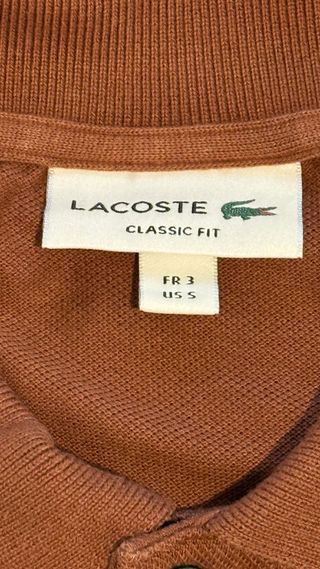 LACOSTE
CLASSIC FIT
FR 3
US S